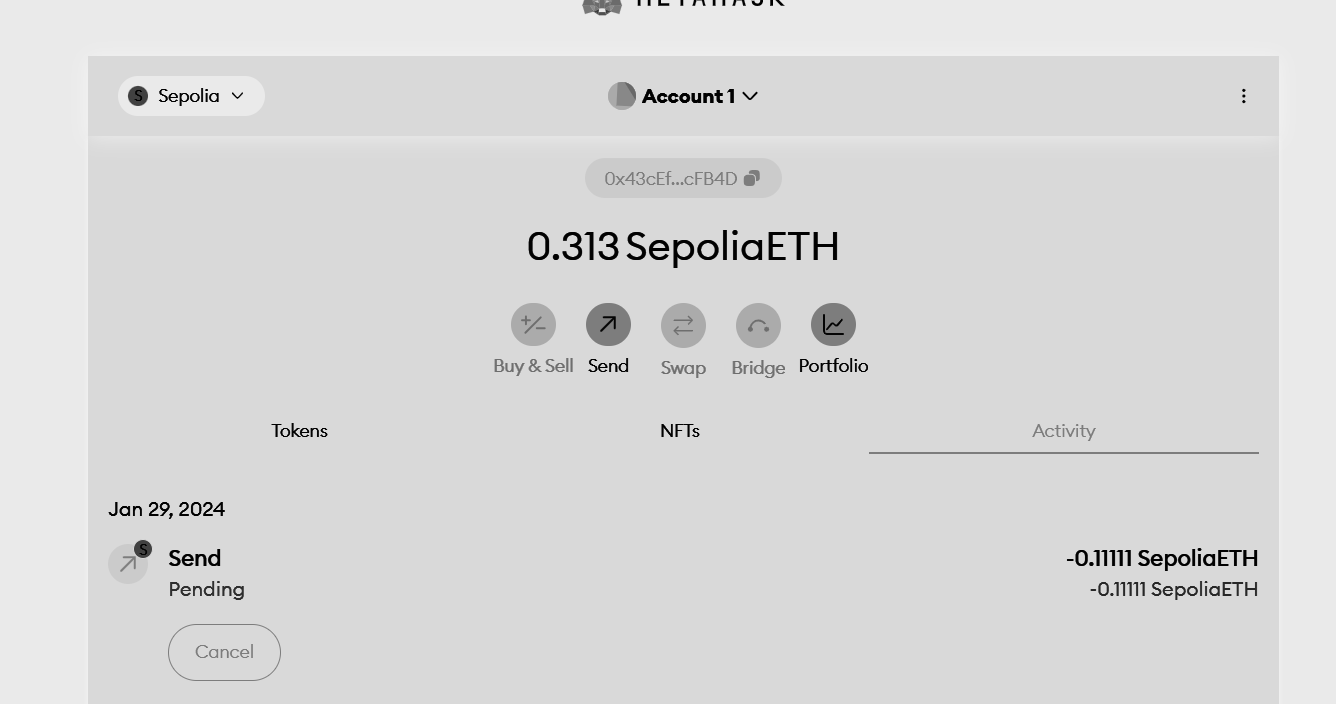 METAMASK
S Sepolia
Account 1
0x43cEf...cFB4D
0.313 SepoliaETH
Buy & Sell Send Swap Bridge Portfolio
Tokens NFTs Activity
Jan 29, 2024
S
Send -0.11111 SepoliaETH
Pending -0.11111 SepoliaETH
Cancel